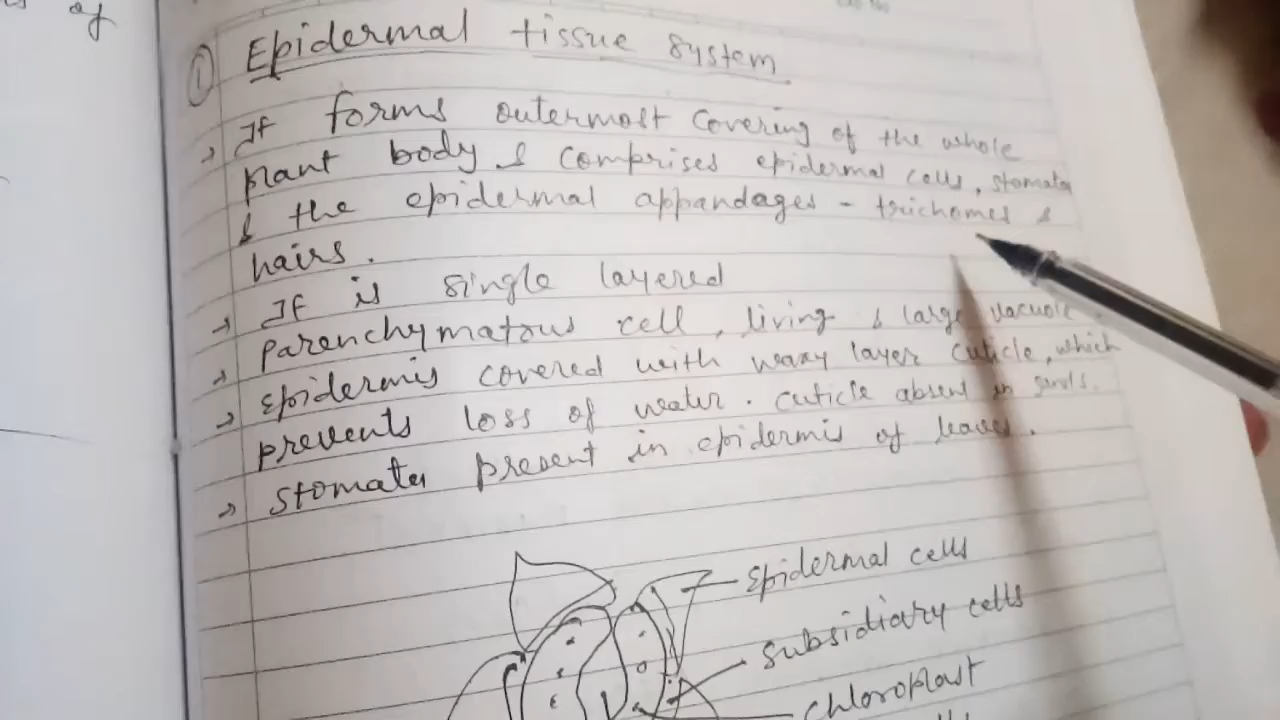 of
① Epidermal tissue system
→ It forms outermost covering of the whole
plant body & comprises epidermal cells, stomata
& the epidermal appandages - trichomes &
hairs.
→ It is single layered
→ parenchymatous cell, living & large vacuole.
→ Epidermis covered with waxy layer cuticle, which
prevents loss of water. cuticle absent in
→ stomata present in epidermis of leaves.
Epidermal cells
Subsidiary cells
chloroplast